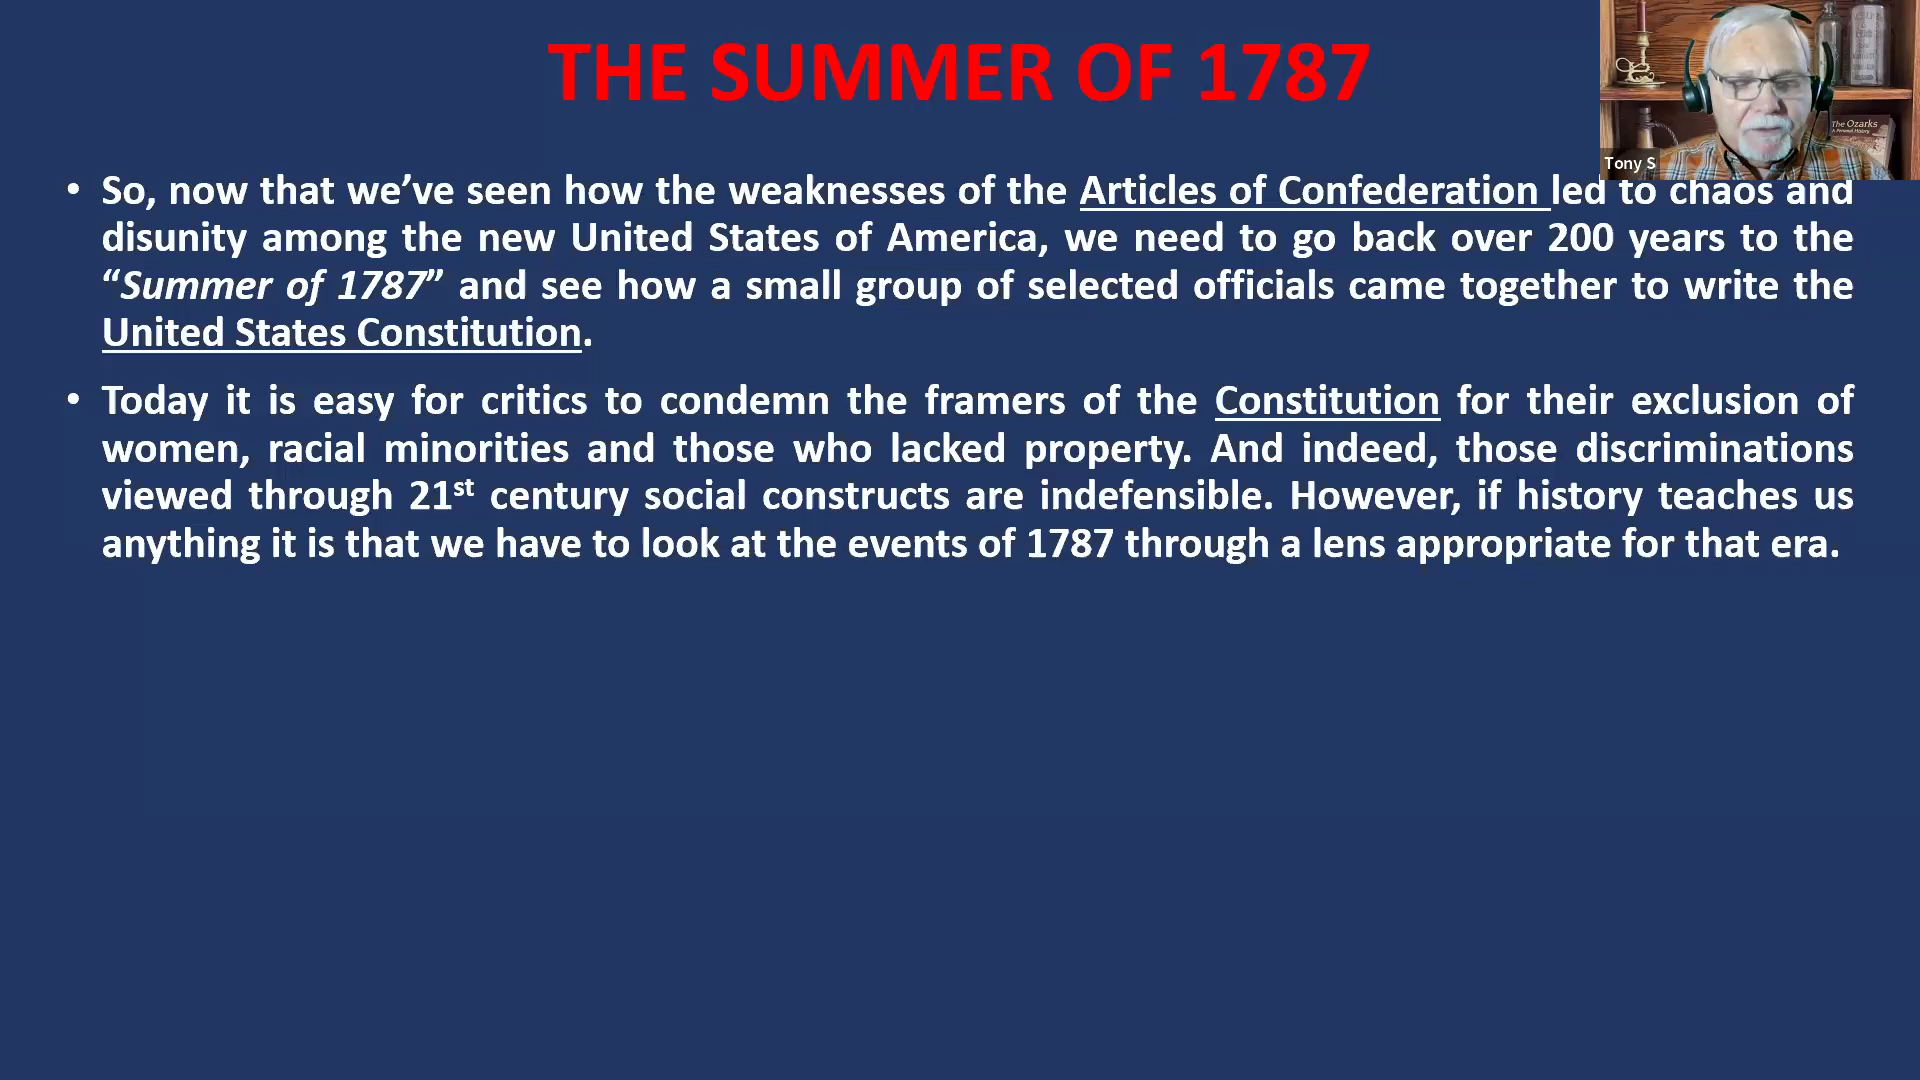 THE SUMMER OF 1787
The Ozarks
Tony S
• So, now that we’ve seen how the weaknesses of the Articles of Confederation led to chaos and
disunity among the new United States of America, we need to go back over 200 years to the
“Summer of 1787” and see how a small group of selected officials came together to write the
United States Constitution.
• Today it is easy for critics to condemn the framers of the Constitution for their exclusion of
women, racial minorities and those who lacked property. And indeed, those discriminations
viewed through 21st century social constructs are indefensible. However, if history teaches us
anything it is that we have to look at the events of 1787 through a lens appropriate for that era.